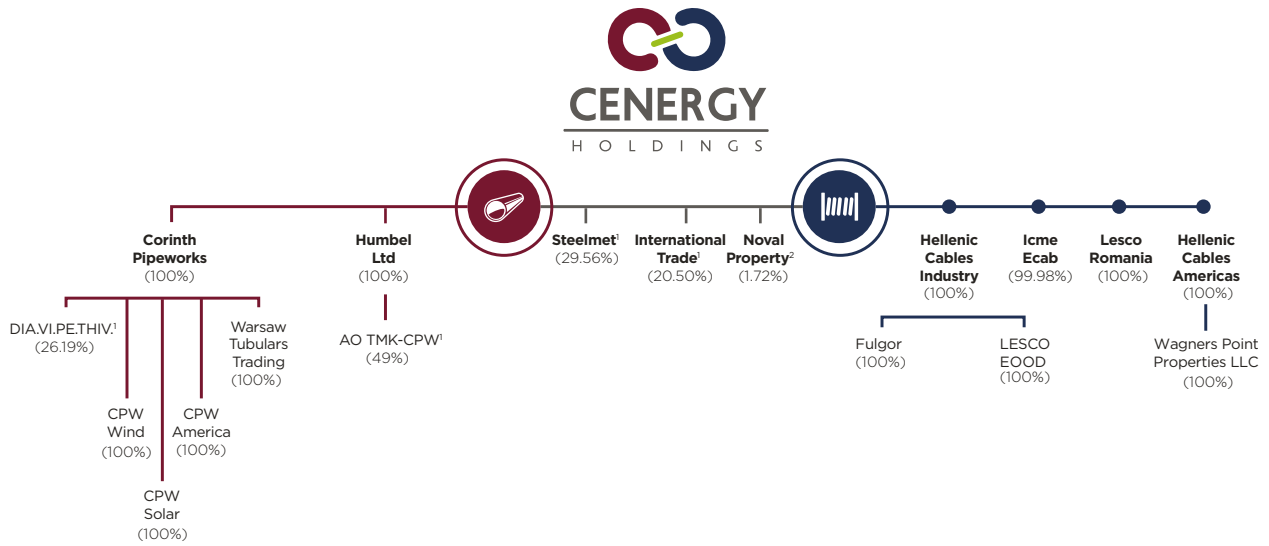 CENERGY
HOLDINGS
Corinth
Pipeworks
(100%)
Humbel
Ltd
(100%)
Steelmet¹
(29.56%)
International
Trade¹
(20.50%)
Noval
Property²
(1.72%)
Hellenic
Cables
Industry
(100%)
Icme
Ecab
(99.98%)
Lesco
Romania
(100%)
Hellenic
Cables
Americas
(100%)
DIA.VI.PE.THIV.¹
(26.19%)
CPW
Wind
(100%)
CPW
Solar
(100%)
CPW
America
(100%)
Warsaw
Tubulars
Trading
(100%)
AO TMK-CPW¹
(49%)
Fulgor
(100%)
LESCO
EOOD
(100%)
Wagners Point
Properties LLC
(100%)